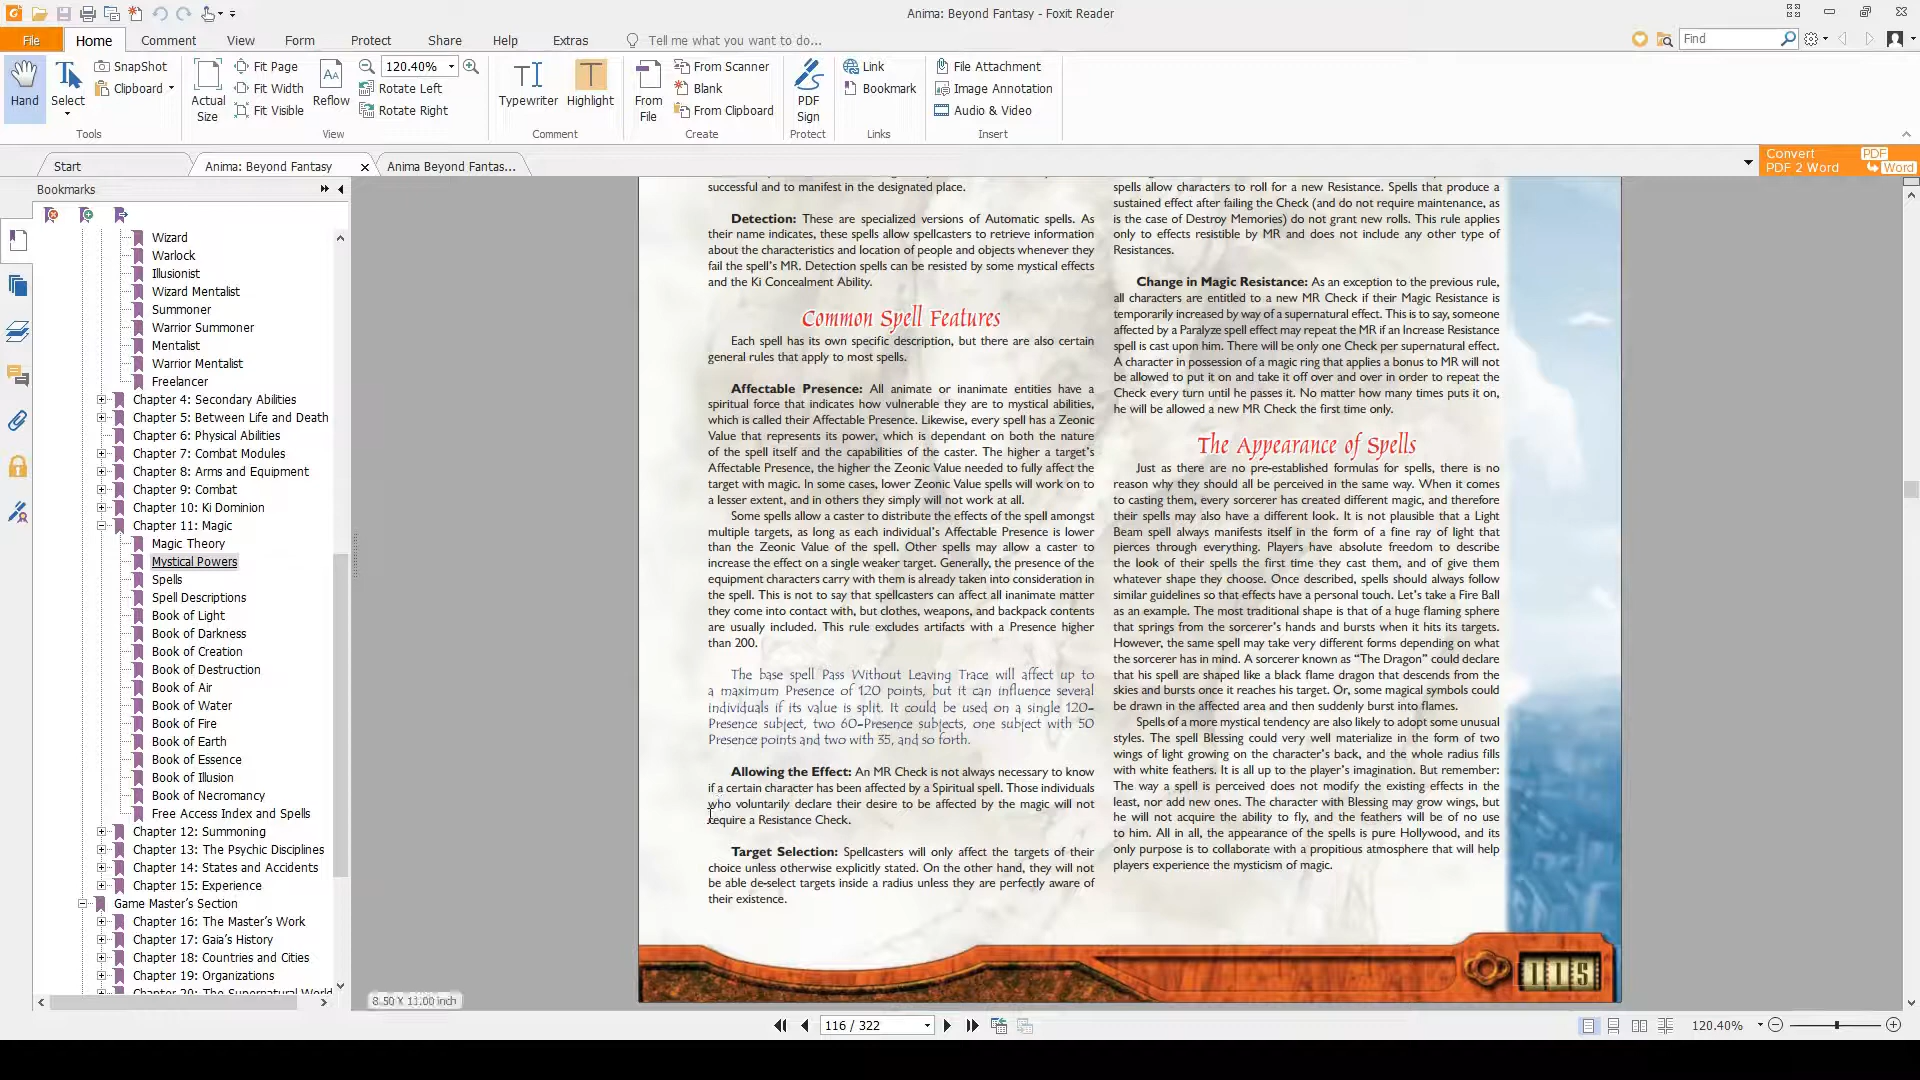 Anima: Beyond Fantasy - Foxit Reader
File
Home
Comment
View
Form
Protect
Share
Help
Extras
Tell me what you want to do...
Find
Hand
Select
SnapShot
Clipboard
Tools
Actual
Size
Fit Page
Fit Width
Fit Visible
Reflow
120.40%
Rotate Left
Rotate Right
View
Typewriter
Highlight
Comment
From
File
From Scanner
Blank
From Clipboard
Create
PDF
Sign
Protect
Link
Bookmark
Links
File Attachment
Image Annotation
Audio & Video
Insert
Start
Anima: Beyond Fantasy
Anima Beyond Fantas...
Convert
PDF 2 Word
PDF
Word
Bookmarks
Wizard
Warlock
Illusionist
Wizard Mentalist
Summoner
Warrior Summoner
Mentalist
Warrior Mentalist
Freelancer
Chapter 4: Secondary Abilities
Chapter 5: Between Life and Death
Chapter 6: Physical Abilities
Chapter 7: Combat Modules
Chapter 8: Arms and Equipment
Chapter 9: Combat
Chapter 10: Ki Dominion
Chapter 11: Magic
Magic Theory
Mystical Powers
Spells
Spell Descriptions
Book of Light
Book of Darkness
Book of Creation
Book of Destruction
Book of Air
Book of Water
Book of Fire
Book of Earth
Book of Essence
Book of Illusion
Book of Necromancy
Free Access Index and Spells
Chapter 12: Summoning
Chapter 13: The Psychic Disciplines
Chapter 14: States and Accidents
Chapter 15: Experience
Game Master's Section
Chapter 16: The Master's Work
Chapter 17: Gaia's History
Chapter 18: Countries and Cities
Chapter 19: Organizations
Chapter 20: The Supernatural World
successful and to manifest in the designated place.
Detection: These are specialized versions of Automatic spells. As
their name indicates, these spells allow spellcasters to retrieve information
about the characteristics and location of people and objects whenever they
fail the spell's MR. Detection spells can be resisted by some mystical effects
and the Ki Concealment Ability.
Common Spell Features
Each spell has its own specific description, but there are also certain
general rules that apply to most spells.
Affectable Presence: All animate or inanimate entities have a
spiritual force that indicates how vulnerable they are to mystical abilities,
which is called their Affectable Presence. Likewise, every spell has a Zeonic
Value that represents its power, which is dependant on both the nature
of the spell itself and the capabilities of the caster. The higher a target's
Affectable Presence, the higher the Zeonic Value needed to fully affect the
target with magic. In some cases, lower Zeonic Value spells will work on to
a lesser extent, and in others they simply will not work at all.
Some spells allow a caster to distribute the effects of the spell amongst
multiple targets, as long as each individual's Affectable Presence is lower
than the Zeonic Value of the spell. Other spells may allow a caster to
increase the effect on a single weaker target. Generally, the presence of the
equipment characters carry with them is already taken into consideration in
the spell. This is not to say that spellcasters can affect all inanimate matter
they come into contact with, but clothes, weapons, and backpack contents
are usually included. This rule excludes artifacts with a Presence higher
than 200.
The base spell Pass Without Leaving Trace will affect up to
a maximum Presence of 120 points, but it can influence several
individuals if its value is split. It could be used on a single 120-
Presence subject, two 60-Presence subjects, one subject with 50
Presence points and two with 35, and so forth.
Allowing the Effect: An MR Check is not always necessary to know
if a certain character has been affected by a Spiritual spell. Those individuals
who voluntarily declare their desire to be affected by the magic will not
require a Resistance Check.
Target Selection: Spellcasters will only affect the targets of their
choice unless otherwise explicitly stated. On the other hand, they will not
be able de-select targets inside a radius unless they are perfectly aware of
their existence.
spells allow characters to roll for a new Resistance. Spells that produce a
sustained effect after failing the Check (and do not require maintenance, as
is the case of Destroy Memories) do not grant new rolls. This rule applies
only to effects resistible by MR and does not include any other type of
Resistances.
Change in Magic Resistance: As an exception to the previous rule,
all characters are entitled to a new MR Check if their Magic Resistance is
temporarily increased by way of a supernatural effect. This is to say, someone
affected by a Paralyze spell effect may repeat the MR if an Increase Resistance
spell is cast upon him. There will be only one Check per supernatural effect.
A character in possession of a magic ring that applies a bonus to MR will not
be allowed to put it on and take it off over and over in order to repeat the
Check every turn until he passes it. No matter how many times puts it on,
he will be allowed a new MR Check the first time only.
The Appearance of Spells
Just as there are no pre-established formulas for spells, there is no
reason why they should all be perceived in the same way. When it comes
to casting them, every sorcerer has created different magic, and therefore
their spells may also have a different look. It is not plausible that a Light
Beam spell always manifests itself in the form of a fine ray of light that
pierces through everything. Players have absolute freedom to describe
the look of their spells the first time they cast them, and of give them
whatever shape they choose. Once described, spells should always follow
similar guidelines so that effects have a personal touch. Let's take a Fire Ball
as an example. The most traditional shape is that of a huge flaming sphere
that springs from the sorcerer's hands and bursts when it hits its targets.
However, the same spell may take very different forms depending on what
the sorcerer has in mind. A sorcerer known as "The Dragon" could declare
that his spell are shaped like a black flame dragon that descends from the
skies and bursts once it reaches his target. Or, some magical symbols could
be drawn in the affected area and then suddenly burst into flames.
Spells of a more mystical tendency are also likely to adopt some unusual
styles. The spell Blessing could very well materialize in the form of two
wings of light growing on the character's back, and the whole radius fills
with white feathers. It is all up to the player's imagination. But remember:
The way a spell is perceived does not modify the existing effects in the
least, nor add new ones. The character with Blessing may grow wings, but
he will not acquire the ability to fly, and the feathers will be of no use
to him. All in all, the appearance of the spells is pure Hollywood, and its
only purpose is to collaborate with a propitious atmosphere that will help
players experience the mysticism of magic.
115
8.50 X 11.00 inch
116 / 322
120.40%